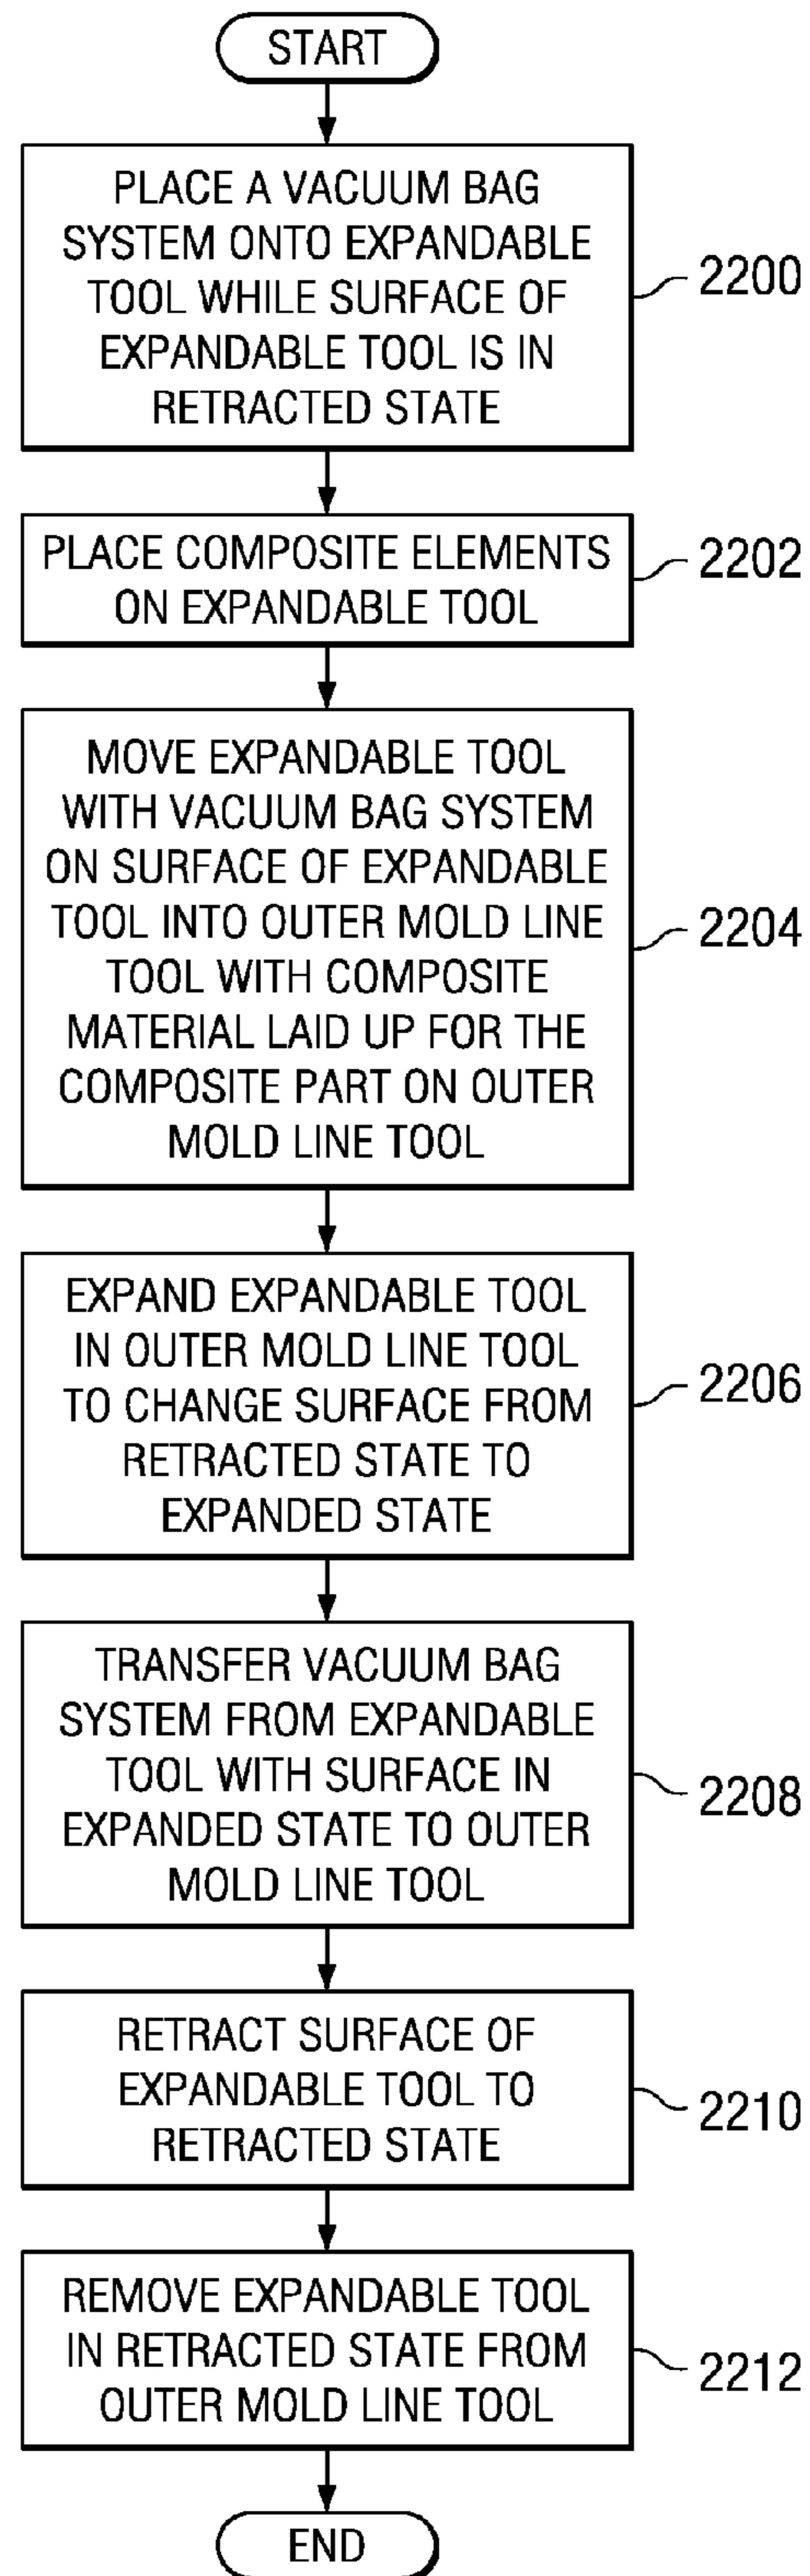 START
PLACE A VACUUM BAG
SYSTEM ONTO EXPANDABLE
TOOL WHILE SURFACE OF
EXPANDABLE TOOL IS IN
RETRACTED STATE
2200
PLACE COMPOSITE ELEMENTS
ON EXPANDABLE TOOL
2202
MOVE EXPANDABLE TOOL
WITH VACUUM BAG SYSTEM
ON SURFACE OF EXPANDABLE
TOOL INTO OUTER MOLD LINE
TOOL WITH COMPOSITE
MATERIAL LAID UP FOR THE
COMPOSITE PART ON OUTER
MOLD LINE TOOL
2204
EXPAND EXPANDABLE TOOL
IN OUTER MOLD LINE TOOL
TO CHANGE SURFACE FROM
RETRACTED STATE TO
EXPANDED STATE
2206
TRANSFER VACUUM BAG
SYSTEM FROM EXPANDABLE
TOOL WITH SURFACE IN
EXPANDED STATE TO OUTER
MOLD LINE TOOL
2208
RETRACT SURFACE OF
EXPANDABLE TOOL TO
RETRACTED STATE
2210
REMOVE EXPANDABLE TOOL
IN RETRACTED STATE FROM
OUTER MOLD LINE TOOL
2212
END